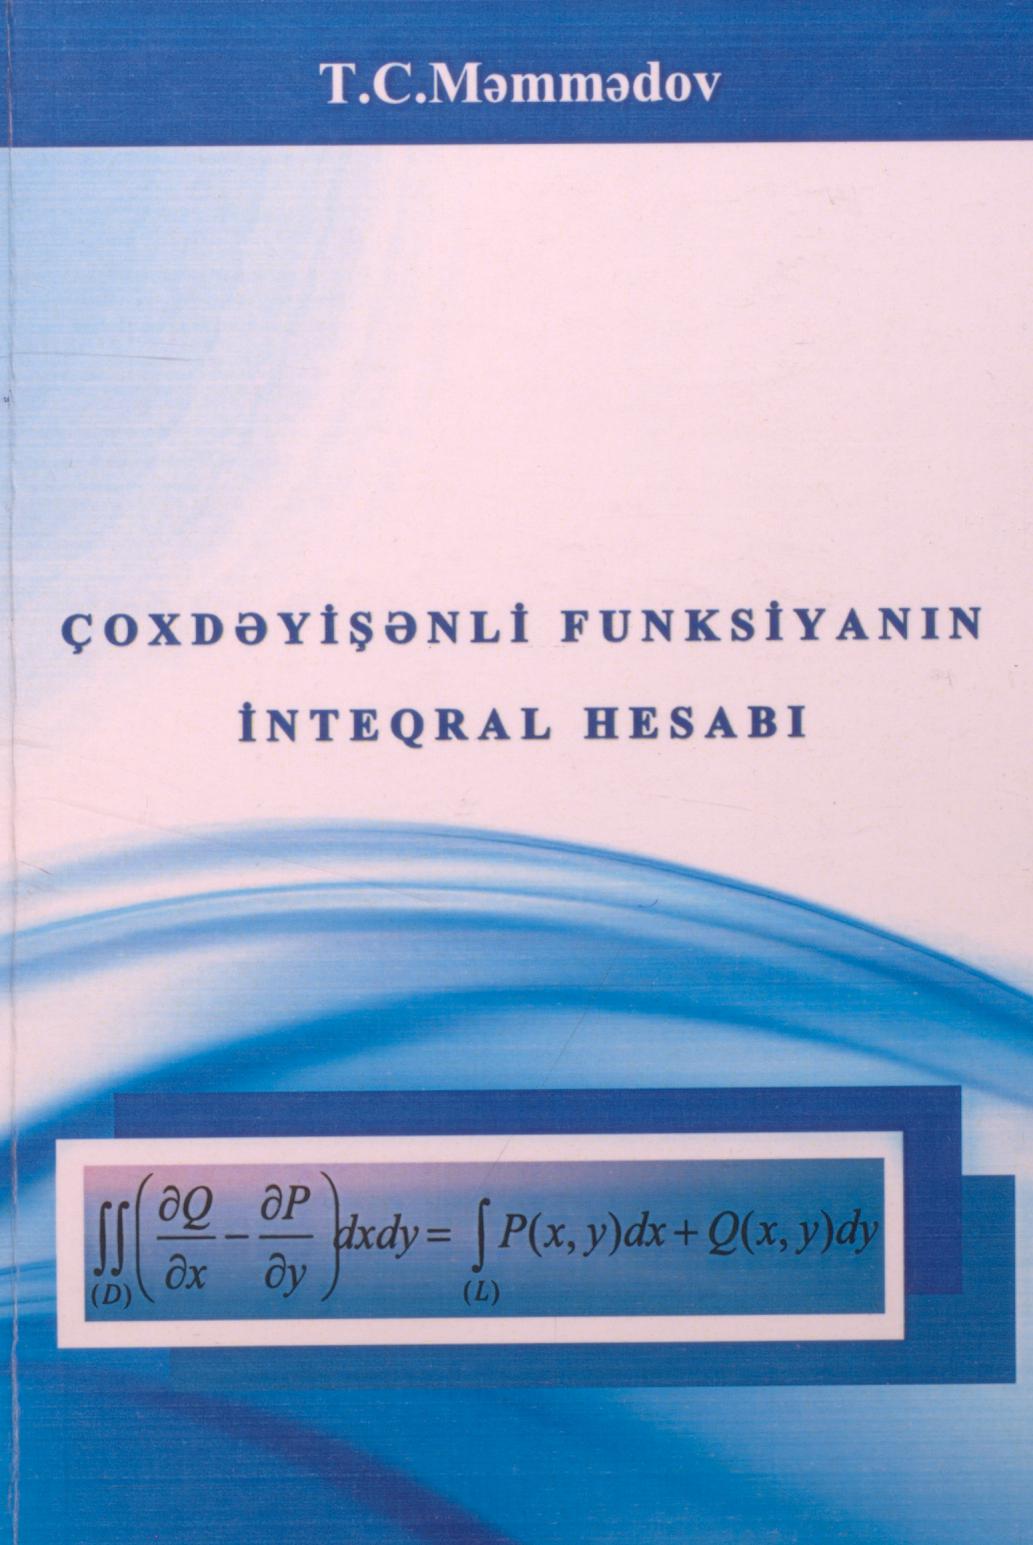 T.C.Məmmədov
ÇOXDƏYİŞƏNLİ FUNKSİYANIN
İNTEQRAL HESABI
∬(D) (∂Q/∂x − ∂P/∂y) dxdy = ∫(L) P(x, y)dx + Q(x, y)dy